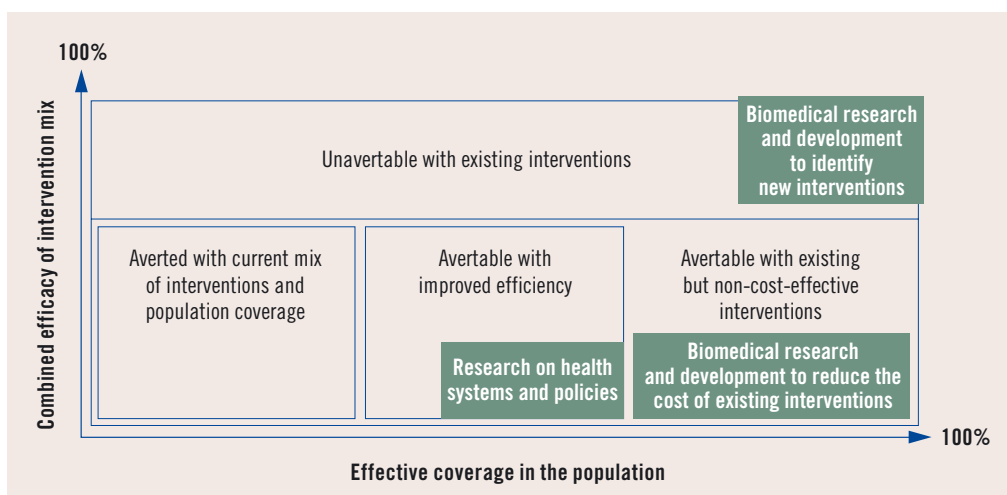 100%
Combined efficacy of intervention mix
Unavertable with existing interventions
Biomedical research
and development
to identify
new interventions
Averted with current mix
of interventions and
population coverage
Avertable with
improved efficiency
Research on health
systems and policies
Avertable with existing
but non-cost-effective
interventions
Biomedical research
and development to reduce the
cost of existing interventions
100%
Effective coverage in the population